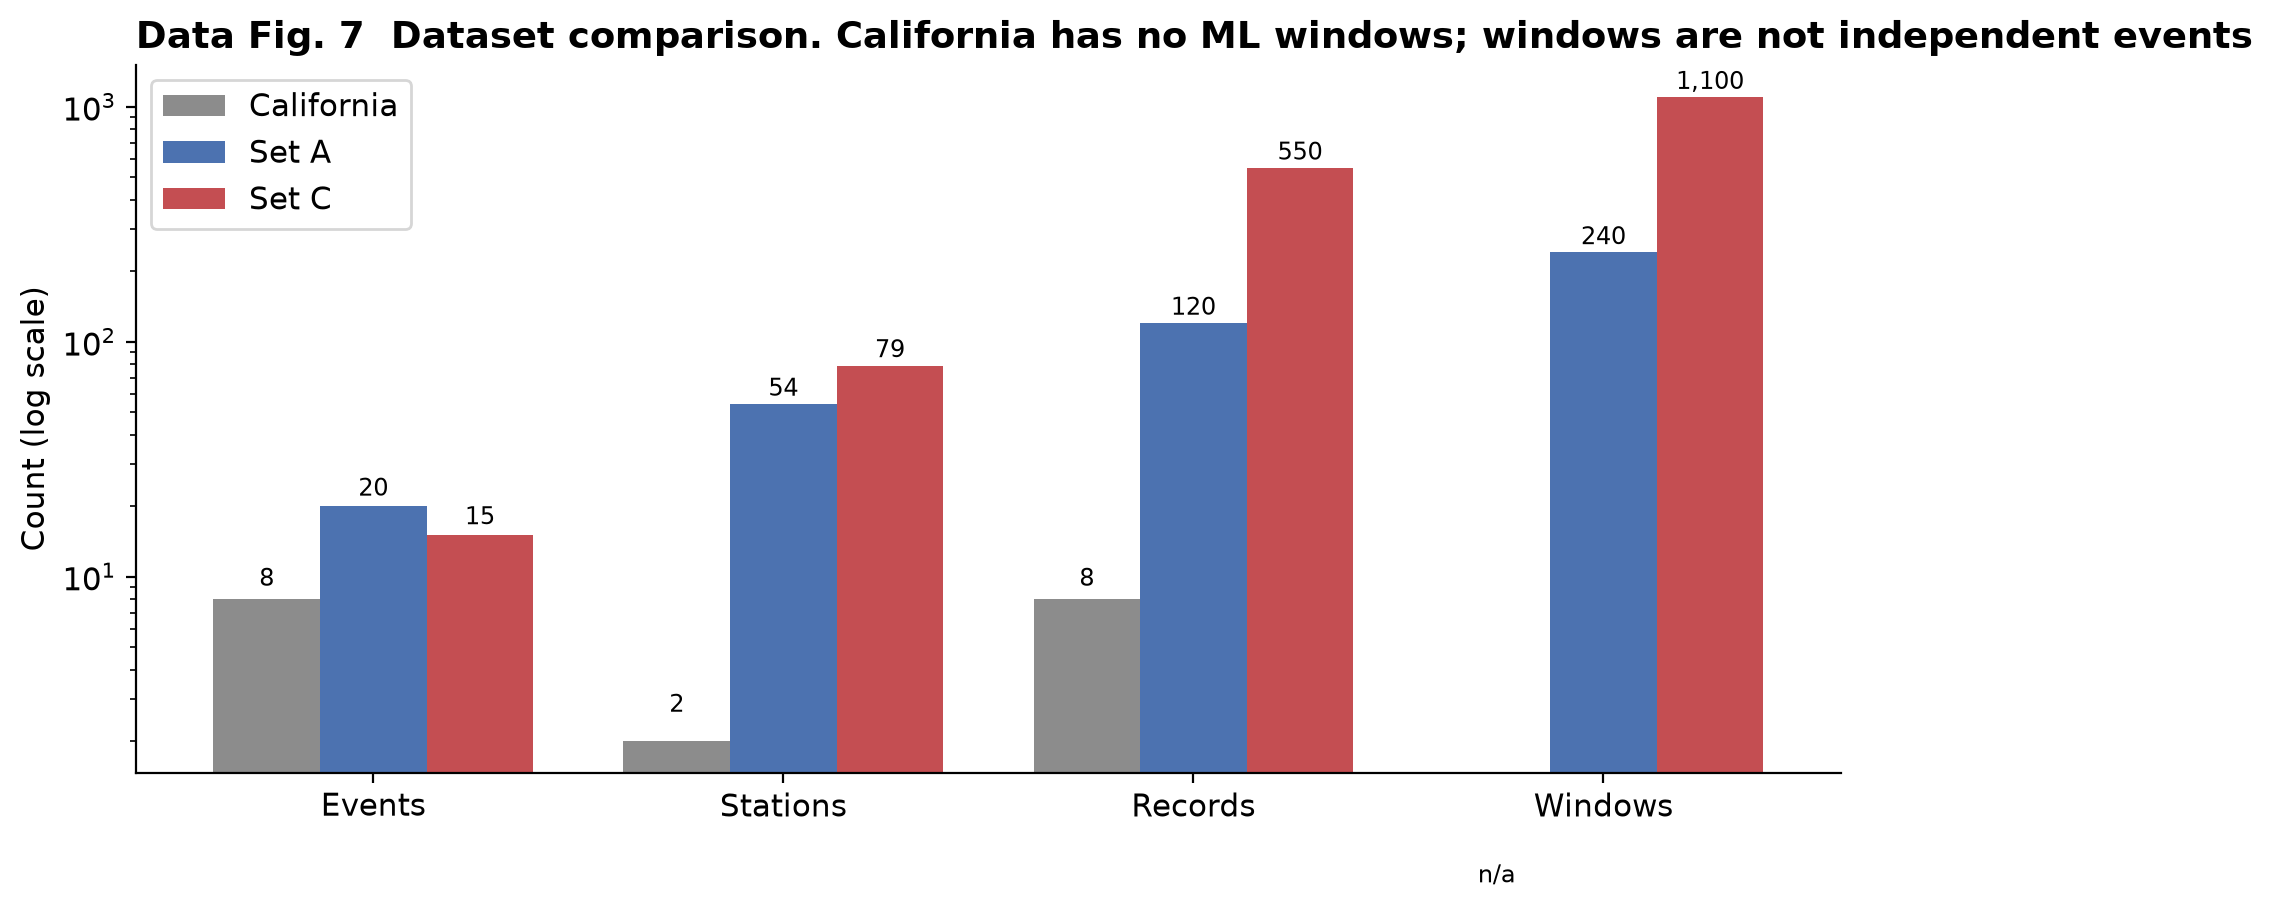 Data Fig. 7  Dataset comparison. California has no ML windows; windows are not independent events
California
Set A
Set C
Count (log scale)
10³
10²
10¹
8
20
15
2
54
79
8
120
550
240
1,100
Events
Stations
Records
Windows
n/a